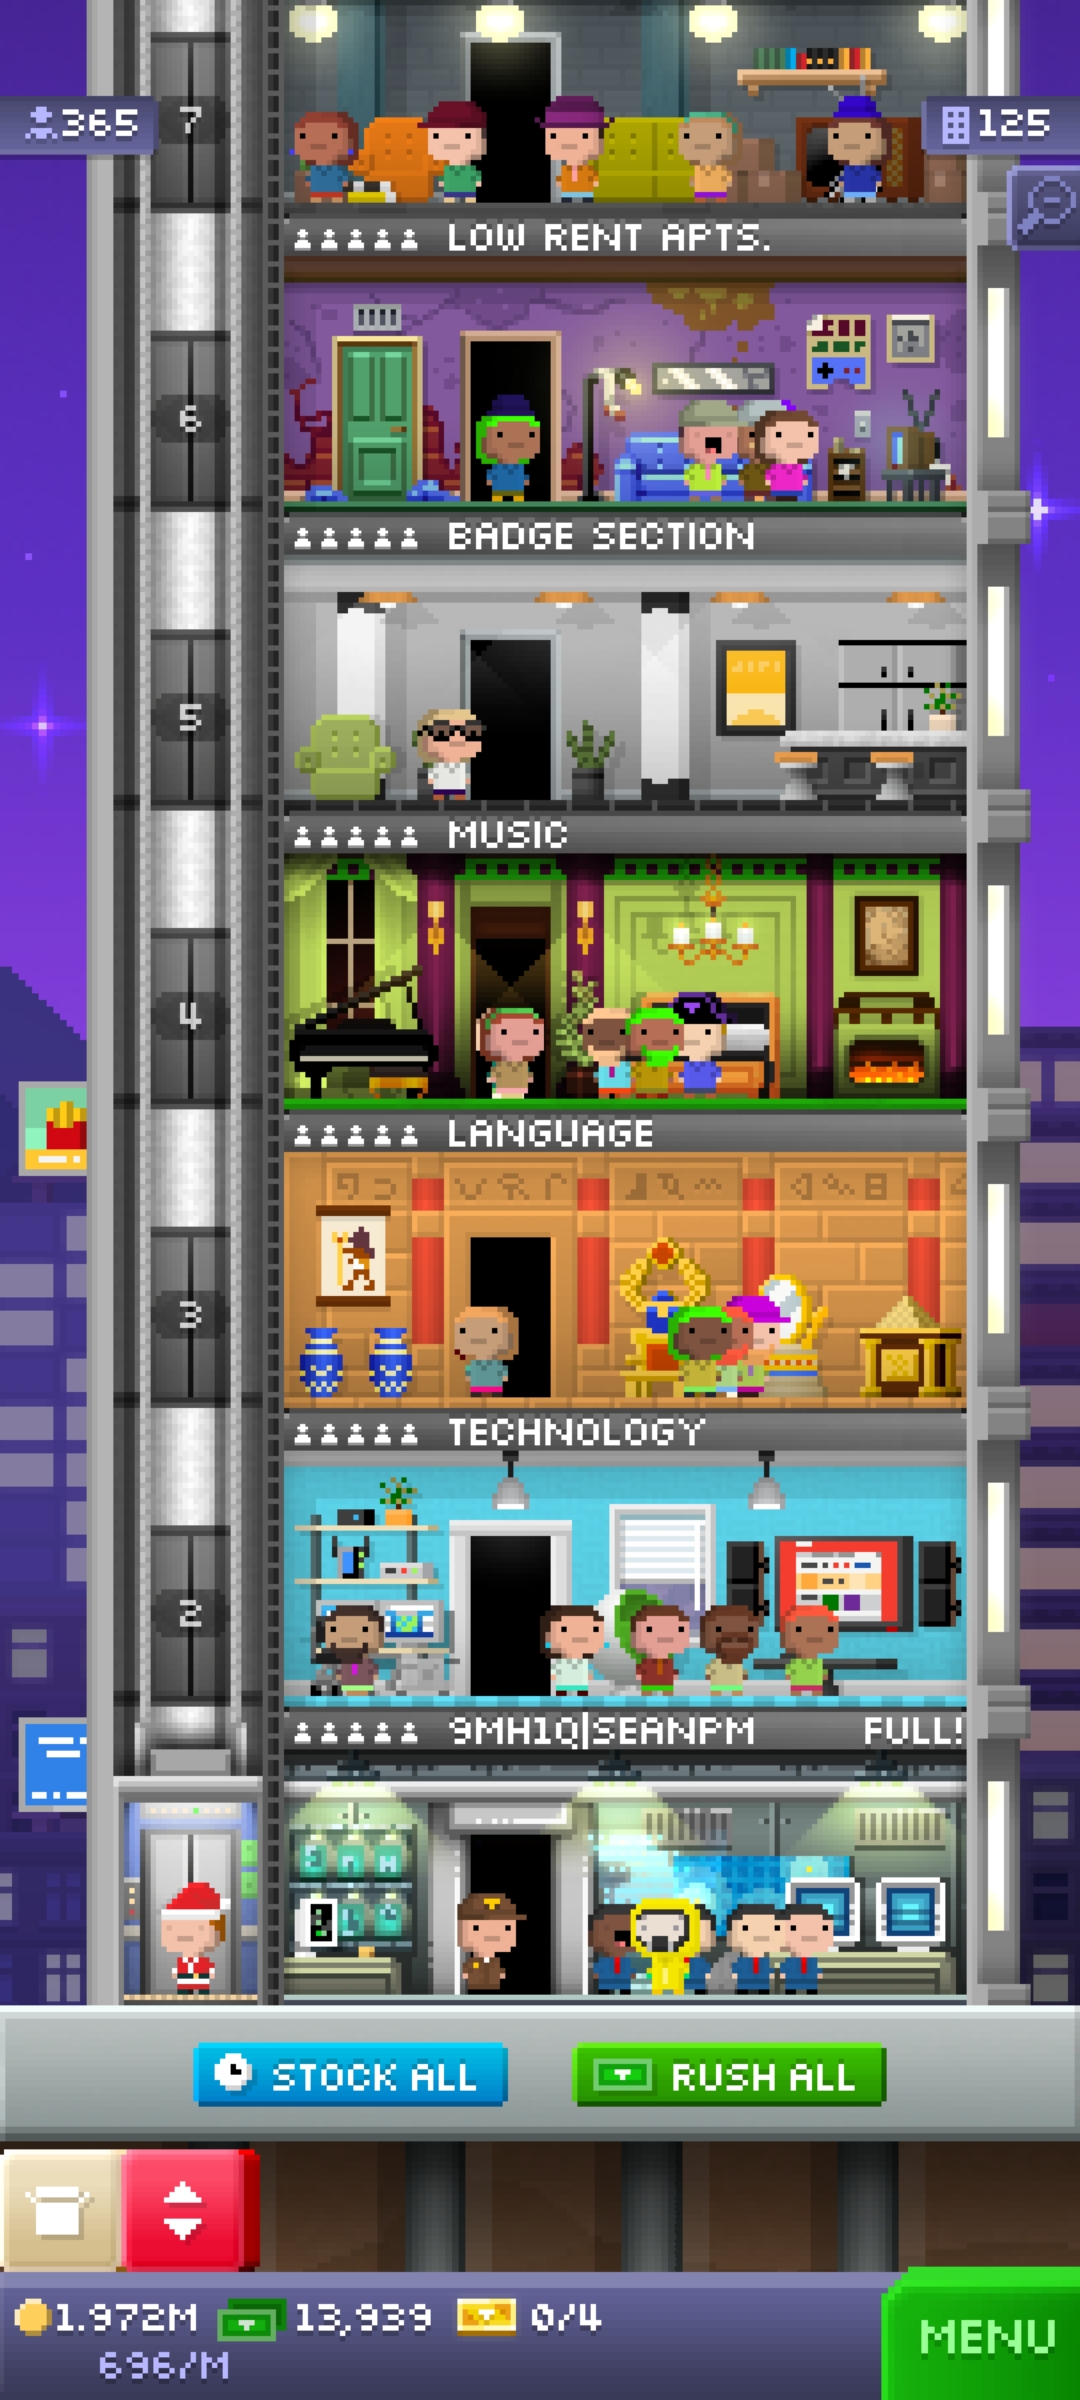 7
365
125
LOW RENT APTS.
6
BADGE SECTION
5
MUSIC
4
LANGUAGE
3
TECHNOLOGY
2
9MH1Q|SEANPM FULL!
STOCK ALL
RUSH ALL
1.972M 13,939 0/4
696/M
MENU